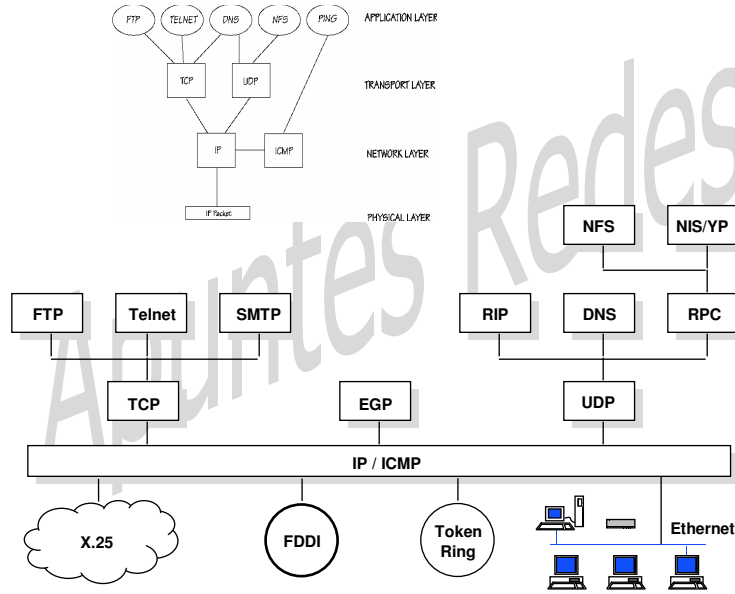 FTP TELNET DNS NFS PING APPLICATION LAYER
TCP UDP TRANSPORT LAYER
IP ICMP NETWORK LAYER
IP Packet
PHYSICAL LAYER
Apuntes Redes
NFS NIS/YP
FTP Telnet SMTP RIP DNS RPC
TCP EGP UDP
IP / ICMP
X.25 FDDI Token
Ring
Ethernet